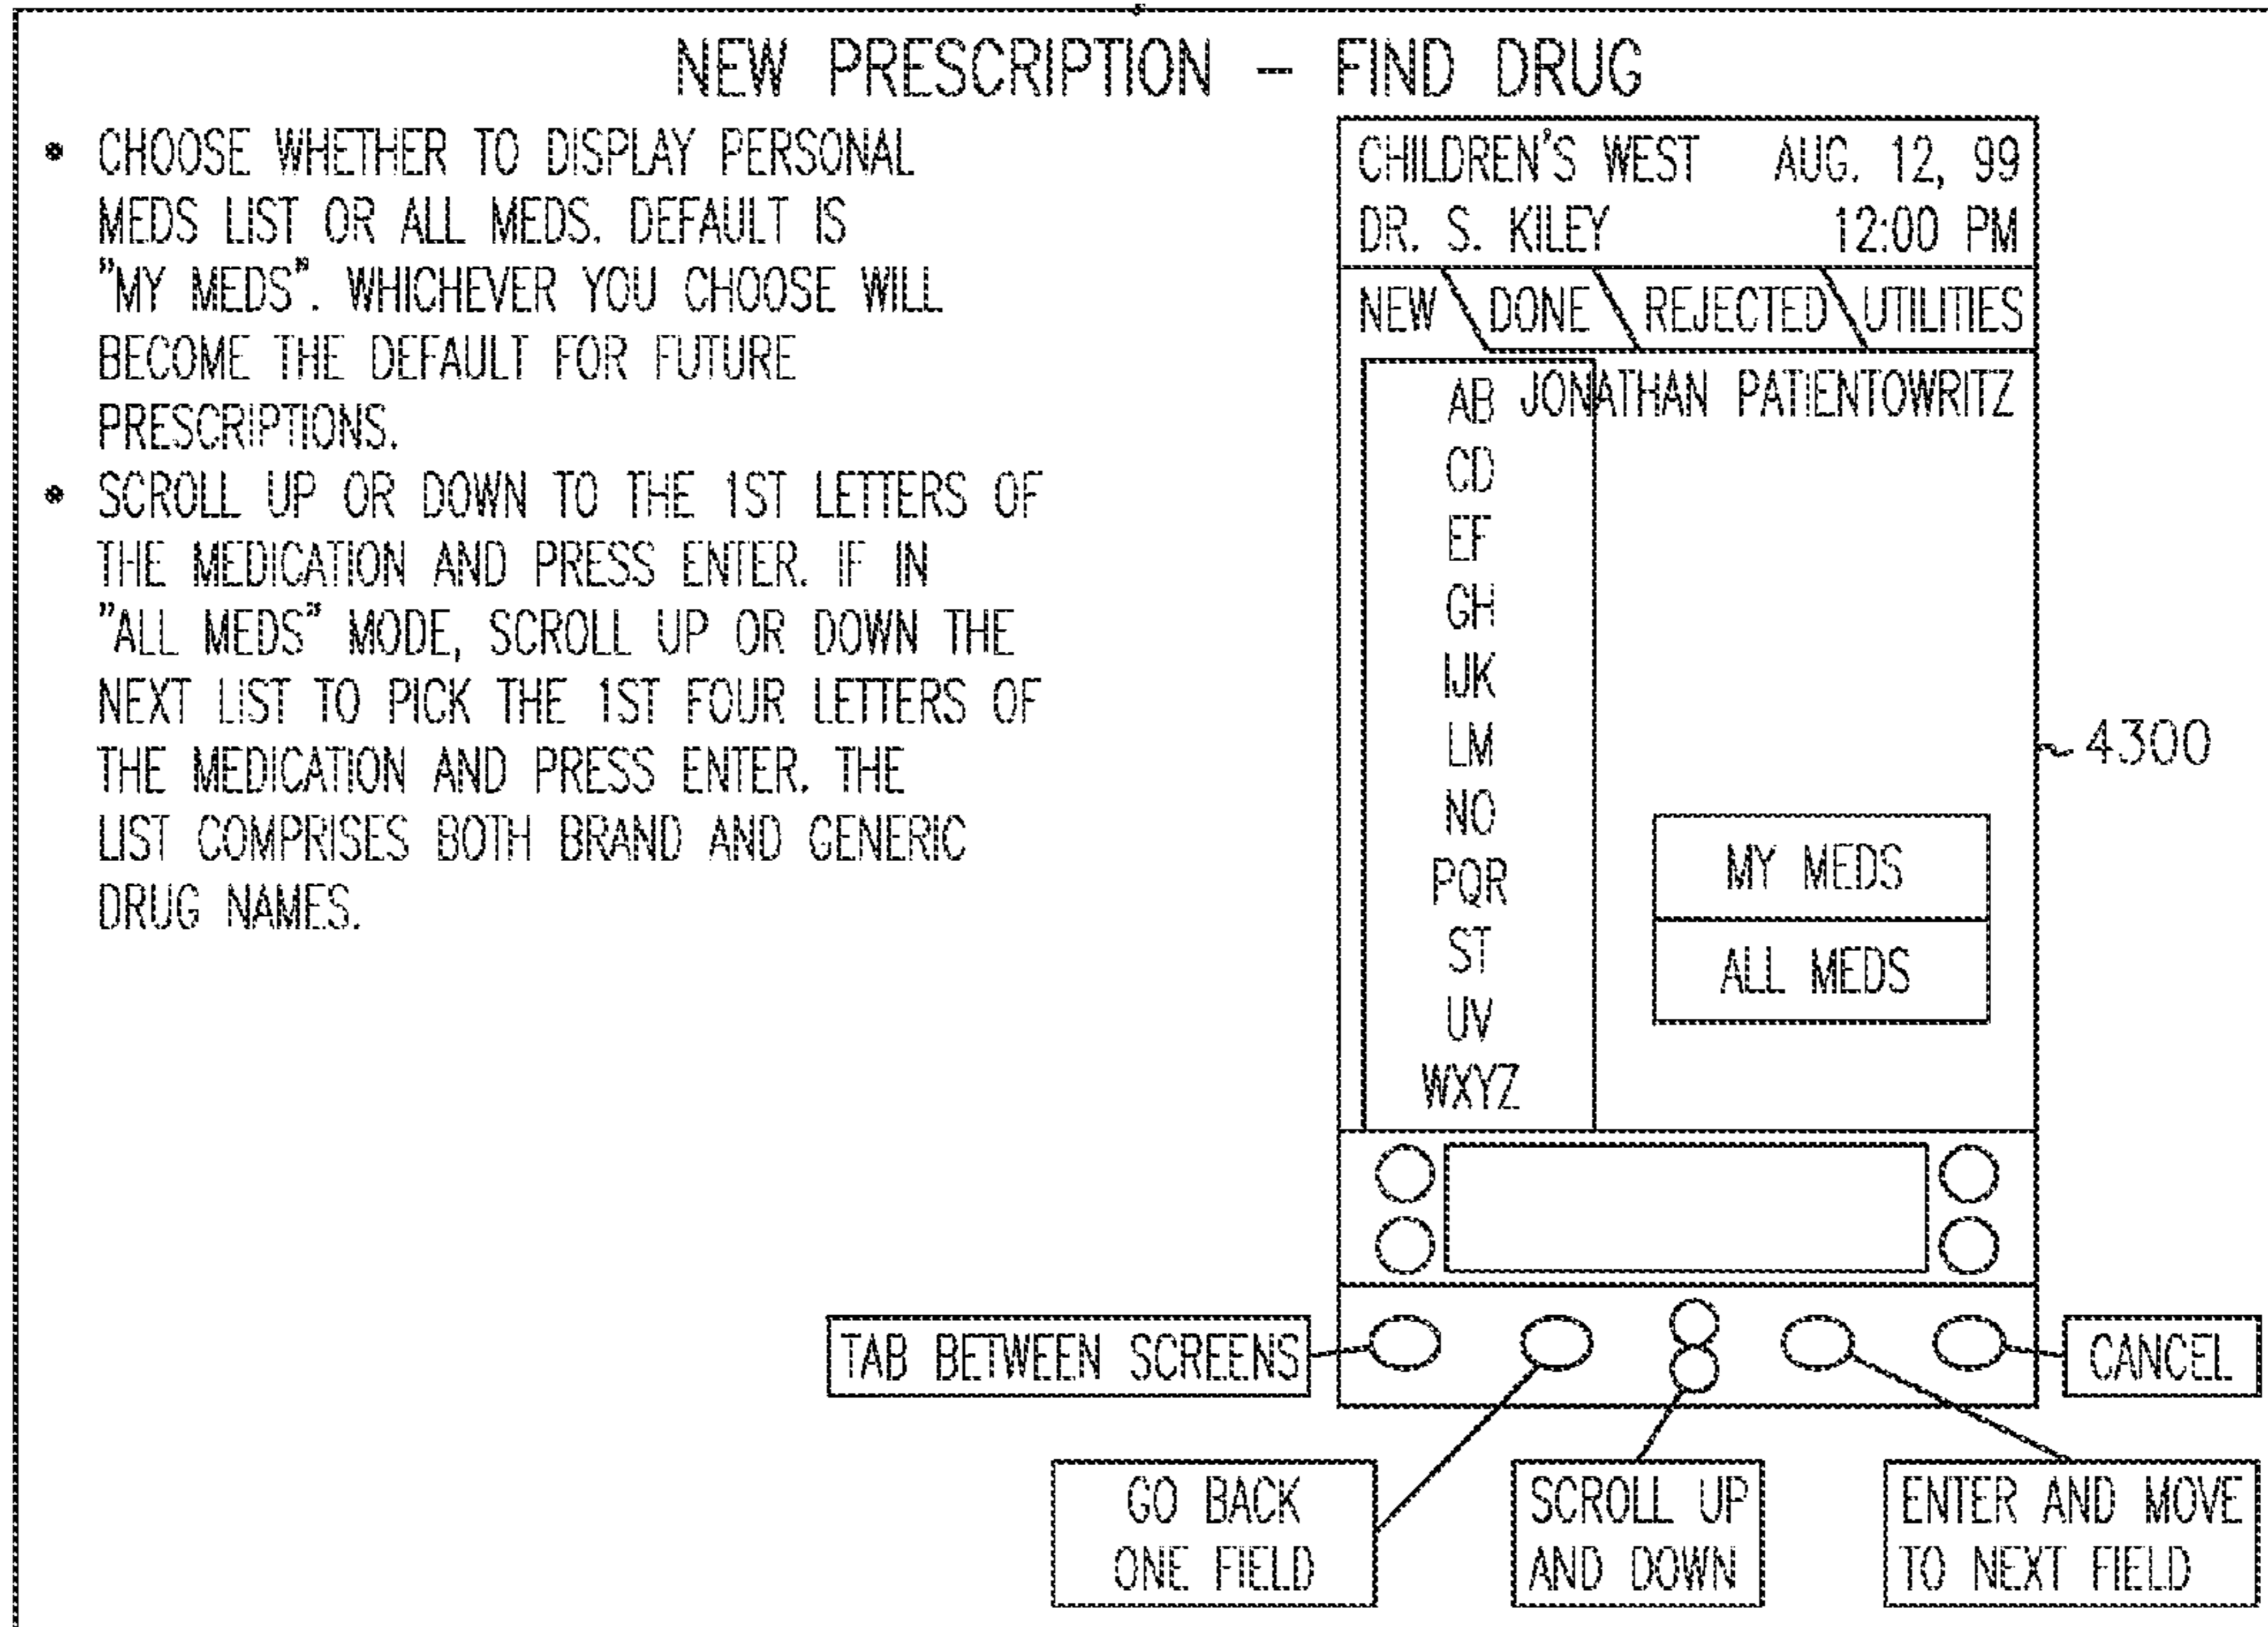 NEW PRESCRIPTION – FIND DRUG
• CHOOSE WHETHER TO DISPLAY PERSONAL
MEDS LIST OR ALL MEDS. DEFAULT IS
"MY MEDS". WHICHEVER YOU CHOOSE WILL
BECOME THE DEFAULT FOR FUTURE
PRESCRIPTIONS.
• SCROLL UP OR DOWN TO THE 1ST LETTERS OF
THE MEDICATION AND PRESS ENTER. IF IN
"ALL MEDS" MODE, SCROLL UP OR DOWN THE
NEXT LIST TO PICK THE 1ST FOUR LETTERS OF
THE MEDICATION AND PRESS ENTER. THE
LIST COMPRISES BOTH BRAND AND GENERIC
DRUG NAMES.
CHILDREN'S WEST AUG. 12, 99
DR. S. KILEY 12:00 PM
NEW DONE REJECTED UTILITIES
JONATHAN PATIENTOWRITZ
AB
CD
EF
GH
IJK
LM
NO
PQR
ST
UV
WXYZ
MY MEDS
ALL MEDS
4300
TAB BETWEEN SCREENS
CANCEL
GO BACK
ONE FIELD
SCROLL UP
AND DOWN
ENTER AND MOVE
TO NEXT FIELD